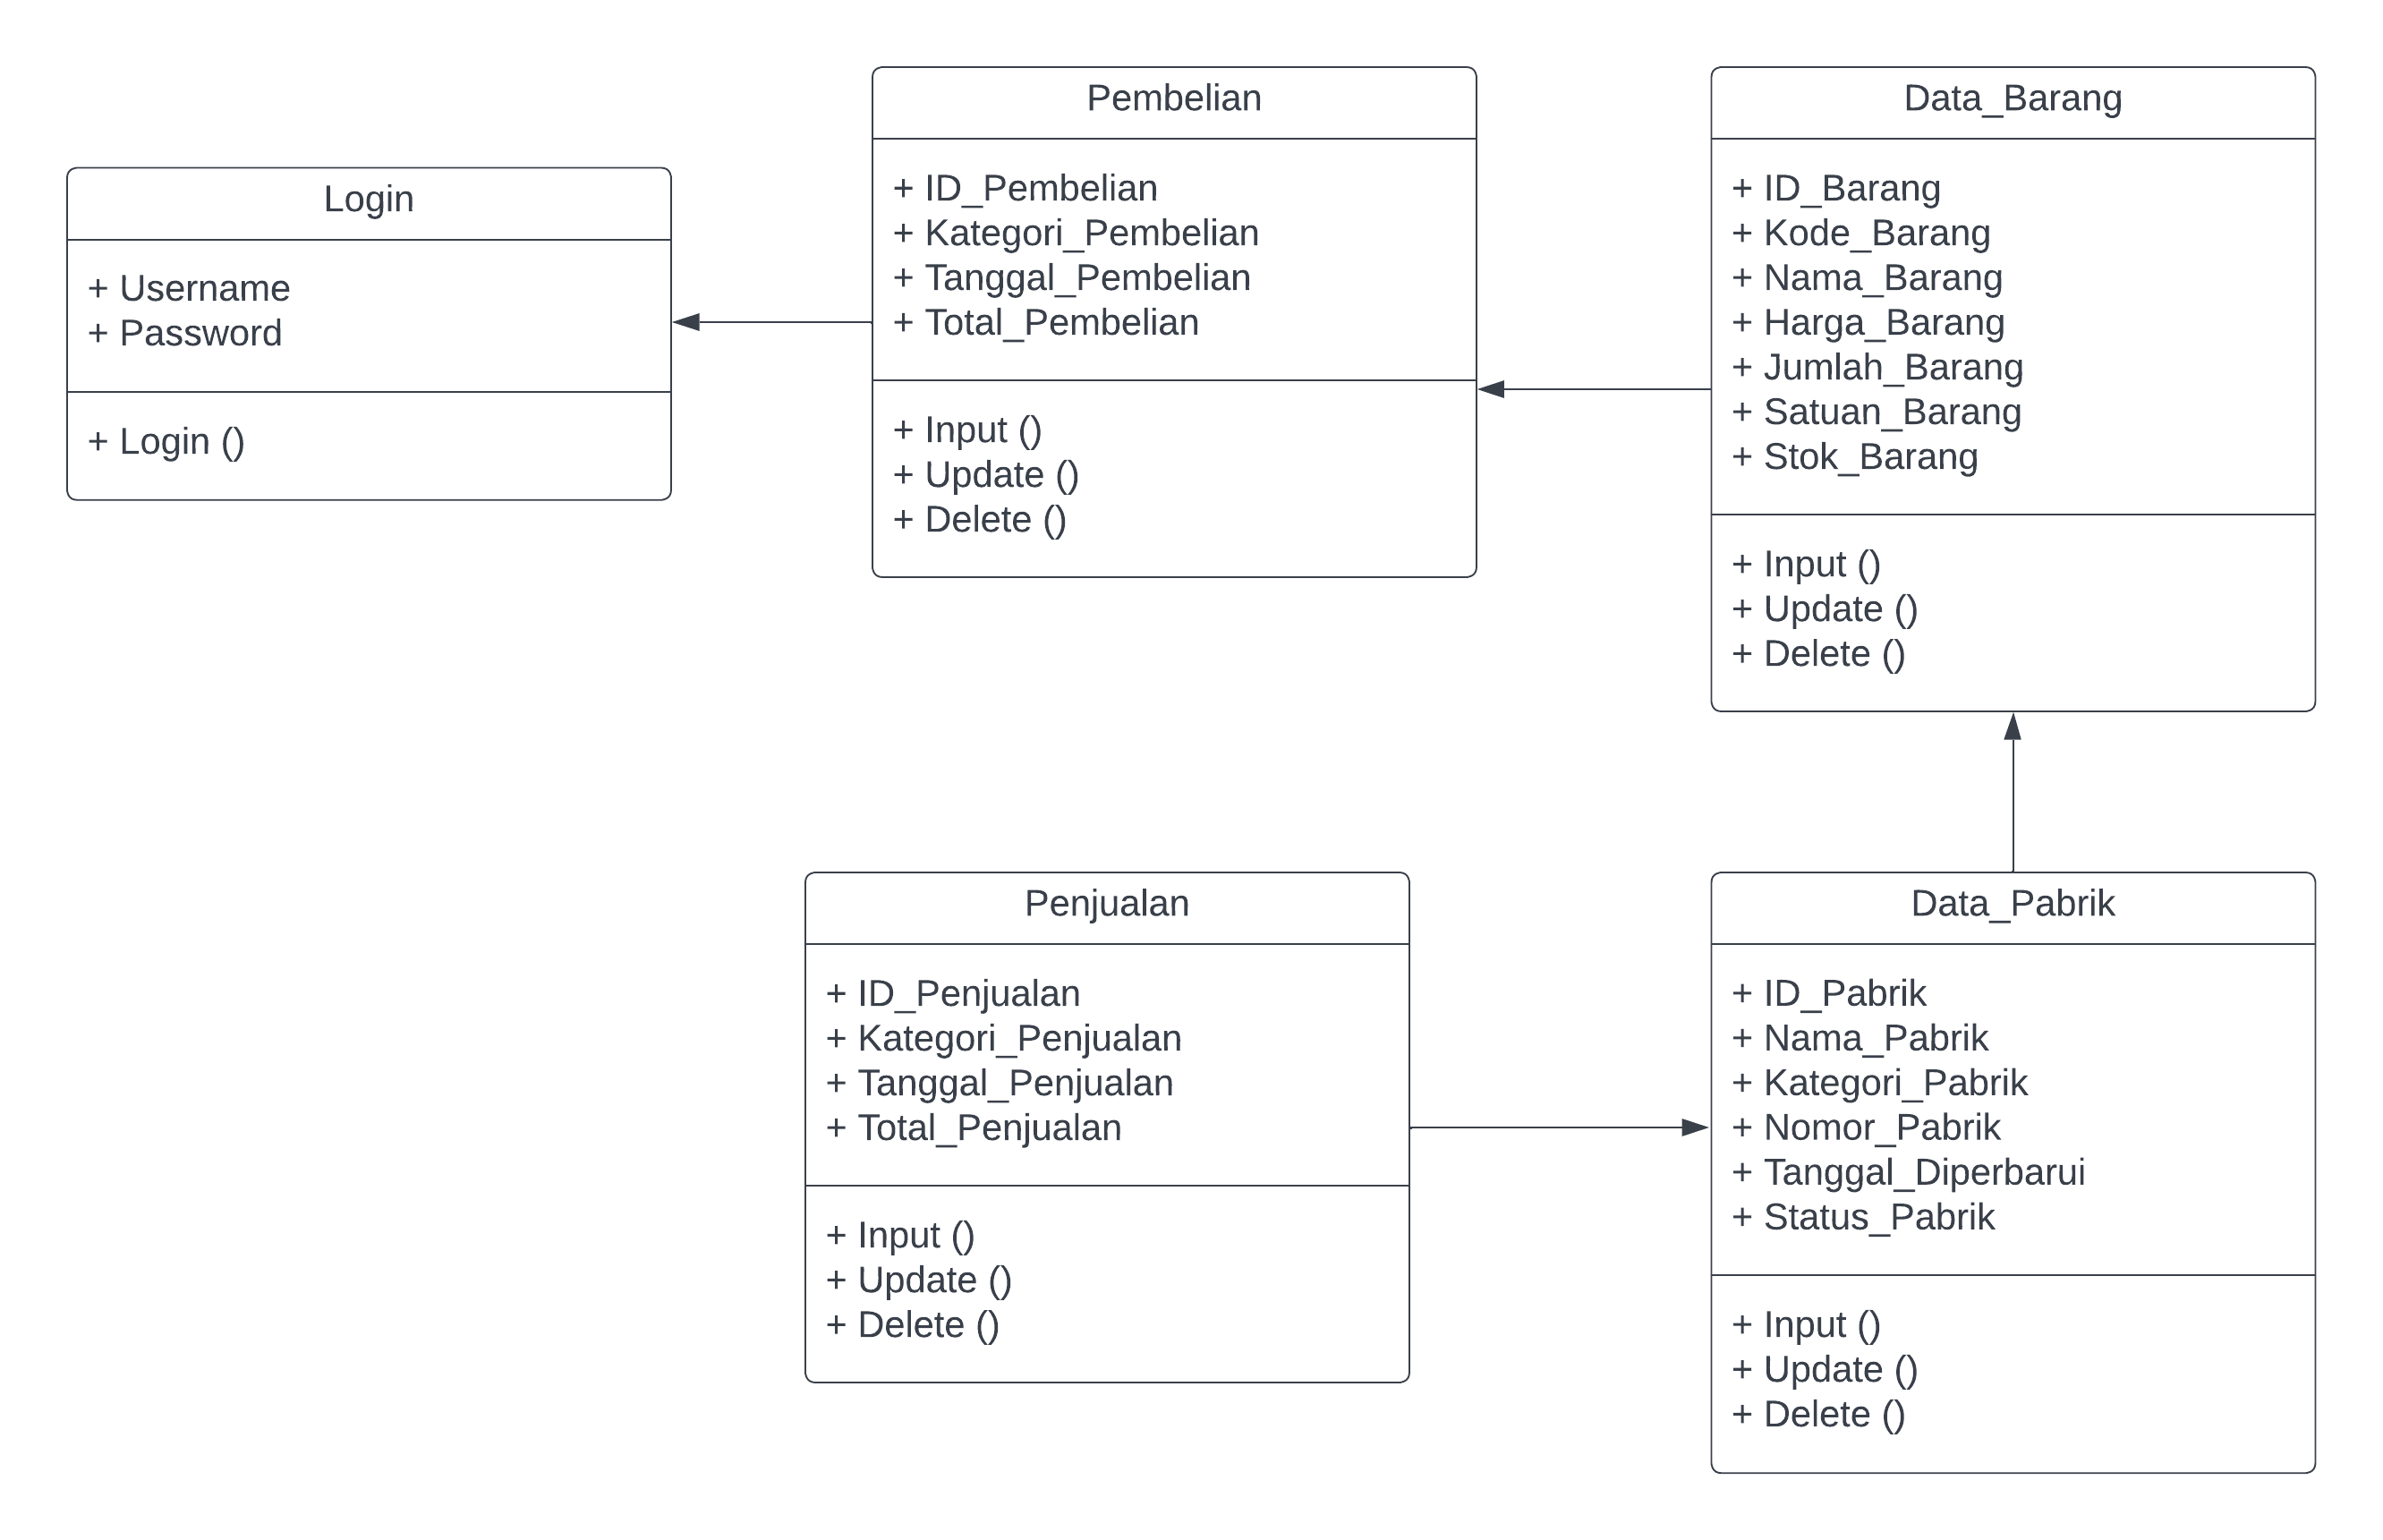 Login
+ Username
+ Password
+ Login ()
Pembelian
+ ID_Pembelian
+ Kategori_Pembelian
+ Tanggal_Pembelian
+ Total_Pembelian
+ Input ()
+ Update ()
+ Delete ()
Data_Barang
+ ID_Barang
+ Kode_Barang
+ Nama_Barang
+ Harga_Barang
+ Jumlah_Barang
+ Satuan_Barang
+ Stok_Barang
+ Input ()
+ Update ()
+ Delete ()
Penjualan
+ ID_Penjualan
+ Kategori_Penjualan
+ Tanggal_Penjualan
+ Total_Penjualan
+ Input ()
+ Update ()
+ Delete ()
Data_Pabrik
+ ID_Pabrik
+ Nama_Pabrik
+ Kategori_Pabrik
+ Nomor_Pabrik
+ Tanggal_Diperbarui
+ Status_Pabrik
+ Input ()
+ Update ()
+ Delete ()